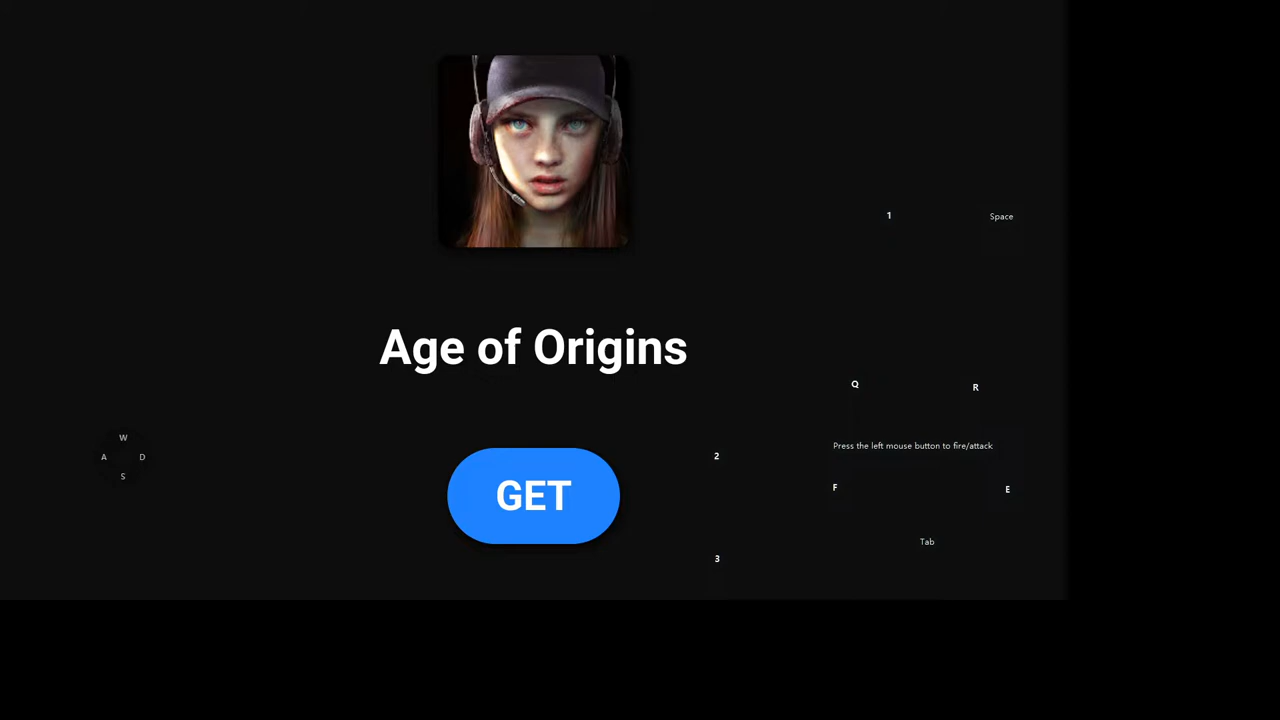 1
Space
Age of Origins
Q
R
W
A
D
S
Press the left mouse button to fire/attack
2
GET
F
E
Tab
3